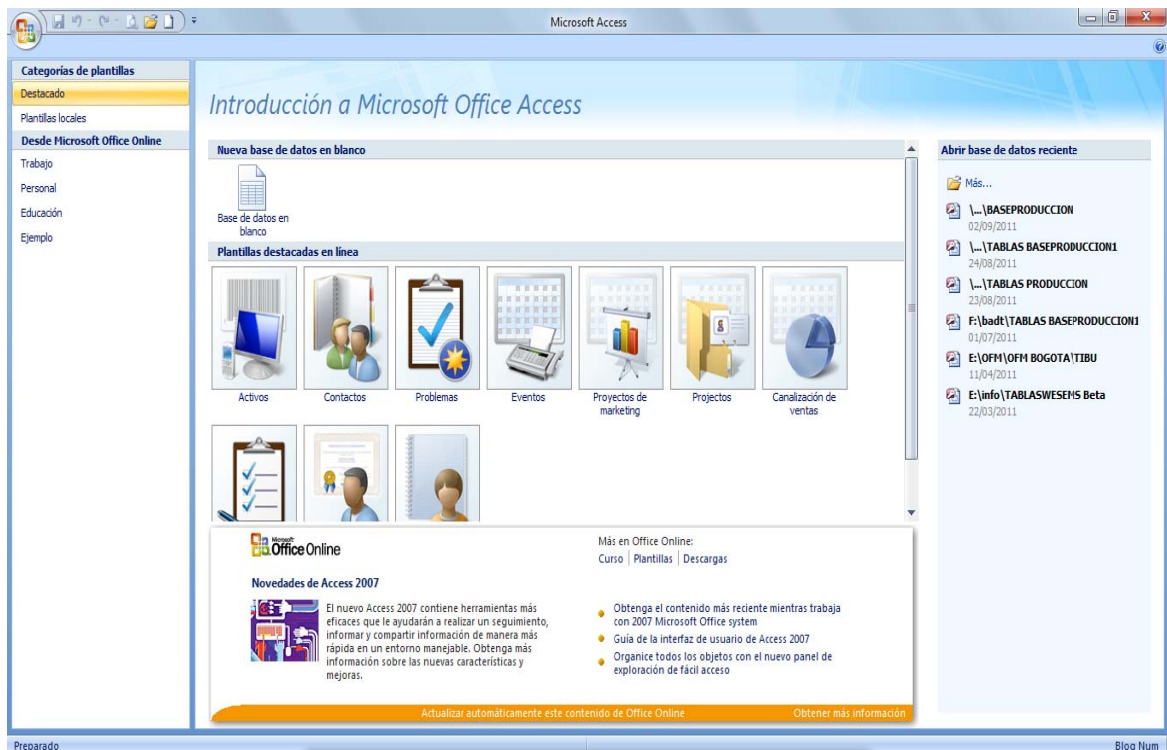 Microsoft Access
Categorías de plantillas
Destacado
Plantillas locales
Desde Microsoft Office Online
Trabajo
Personal
Educación
Ejemplo
Introducción a Microsoft Office Access
Nueva base de datos en blanco
Base de datos en
blanco
Plantillas destacadas en línea
Activos
Contactos
Problemas
Eventos
Proyectos de
marketing
Projectos
Canalización de
ventas
Microsoft
Office Online
Novedades de Access 2007
El nuevo Access 2007 contiene herramientas más
eficaces que le ayudarán a realizar un seguimiento,
informar y compartir información de manera más
rápida en un entorno manejable. Obtenga más
información sobre las nuevas características y
mejoras.
Más en Office Online:
Curso | Plantillas | Descargas
Obtenga el contenido más reciente mientras trabaja
con 2007 Microsoft Office system
Guía de la interfaz de usuario de Access 2007
Organice todos los objetos con el nuevo panel de
exploración de fácil acceso
Actualizar automáticamente este contenido de Office Online
Obtener más información
Abrir base de datos reciente
Más...
\...\BASEPRODUCCION
02/09/2011
\...\TABLAS BASEPRODUCCION1
24/08/2011
\...\TABLAS PRODUCCION
23/08/2011
F:\badt\TABLAS BASEPRODUCCION1
01/07/2011
E:\OFM\OFM BOGOTA\TIBU
11/04/2011
E:\info\TABLASWESEMS Beta
22/03/2011
Preparado
Bloq Num